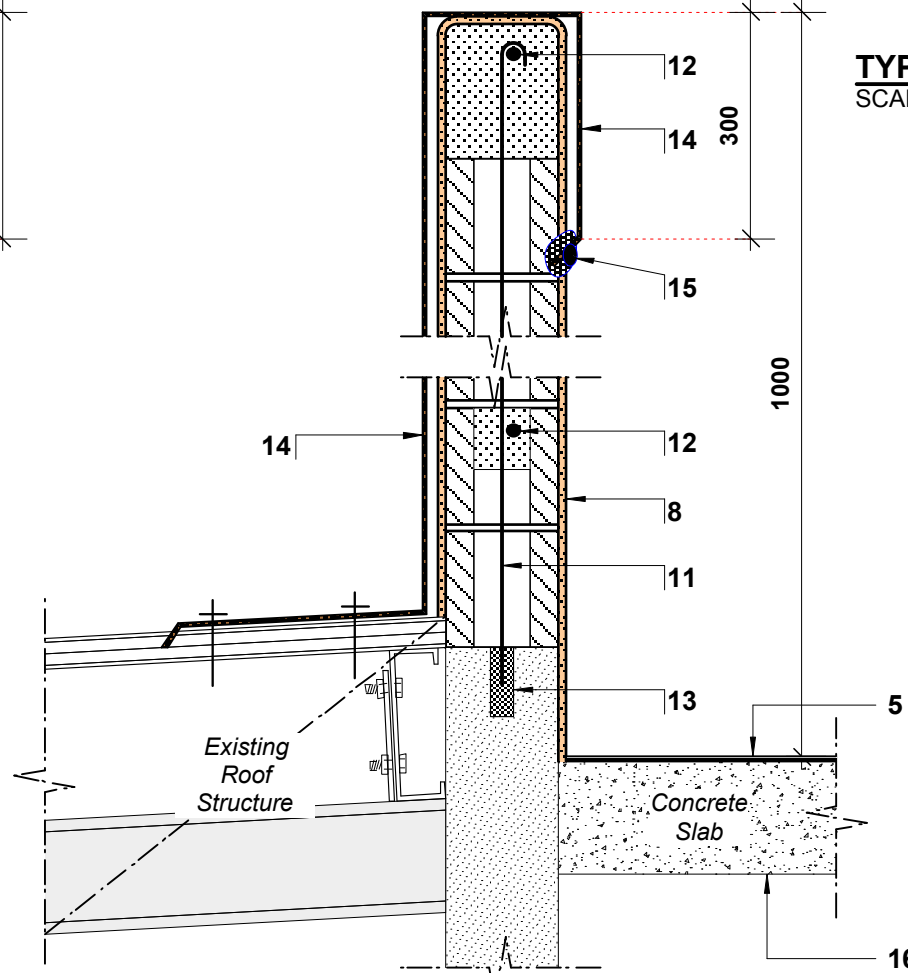 12
TYP
SCAL
14
300
15
1000
12
14
8
11
13
5
Existing
Roof
Structure
Concrete
Slab
16